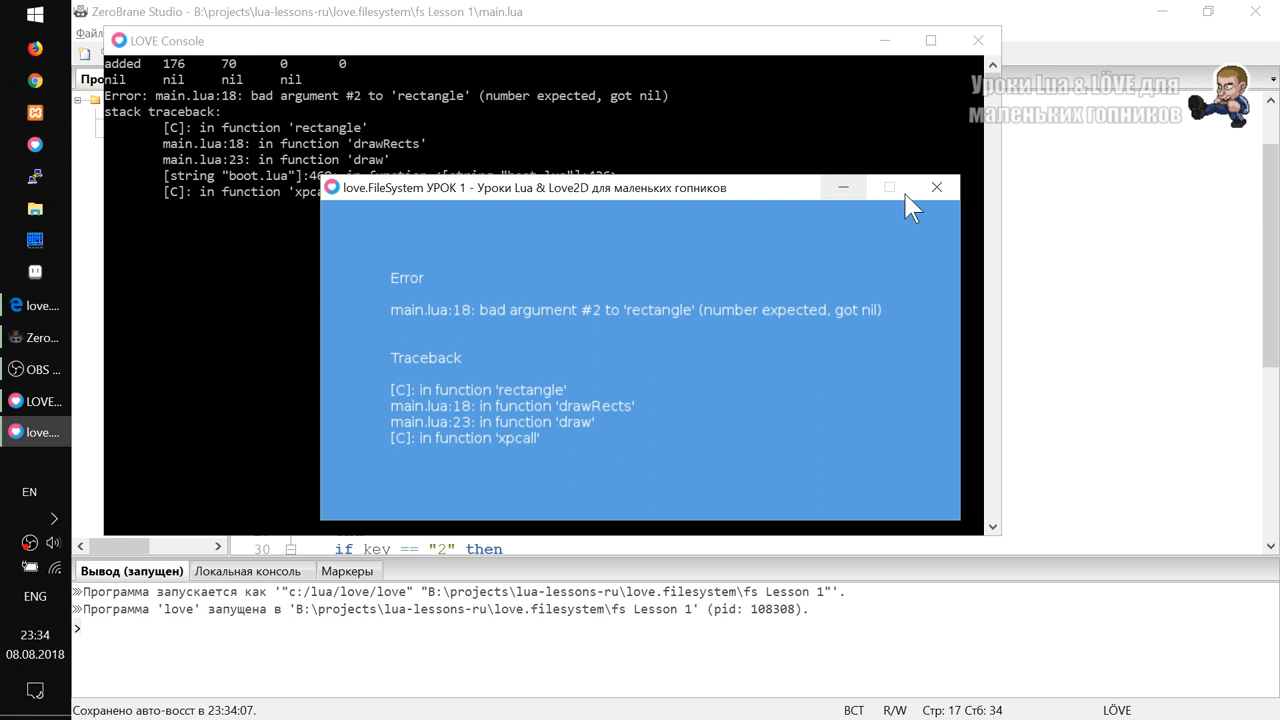 ZeroBrane Studio - B:\projects\lua-lessons-ru\love.filesystem\fs Lesson 1\main.lua
Файл
LOVE Console
added 176 70 0 0
nil nil nil nil
Error: main.lua:18: bad argument #2 to 'rectangle' (number expected, got nil)
stack traceback:
[C]: in function 'rectangle'
main.lua:18: in function 'drawRects'
main.lua:23: in function 'draw'
[string "boot.lua"]:
[C]: in function
Уроки Lua & LÖVE для
маленьких гопников
love.FileSystem УРОК 1 - Уроки Lua & Love2D для маленьких гопников
Error
main.lua:18: bad argument #2 to 'rectangle' (number expected, got nil)
Traceback
[C]: in function 'rectangle'
main.lua:18: in function 'drawRects'
main.lua:23: in function 'draw'
[C]: in function 'xpcall'
love....
Zero...
OBS ...
LOVE...
love....
EN
ENG
23:34
08.08.2018
30 if key == "2" then
Вывод (запущен) Локальная консоль Маркеры
Программа запускается как '"c:/lua/love/love" "B:\projects\lua-lessons-ru\love.filesystem\fs Lesson 1"'.
Программа 'love' запущена в 'B:\projects\lua-lessons-ru\love.filesystem\fs Lesson 1' (pid: 108308).
>
Сохранено авто-восст в 23:34:07. ВСТ R/W Стр: 17 Стб: 34 LÖVE